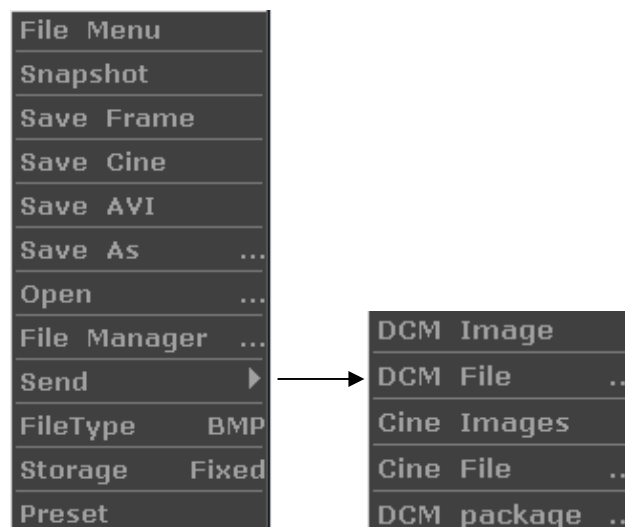 File Menu
Snapshot
Save Frame
Save Cine
Save AVI
Save As ...
Open ...
File Manager ...
Send
FileType BMP
Storage Fixed
Preset
DCM Image
DCM File ..
Cine Images
Cine File ..
DCM package ..